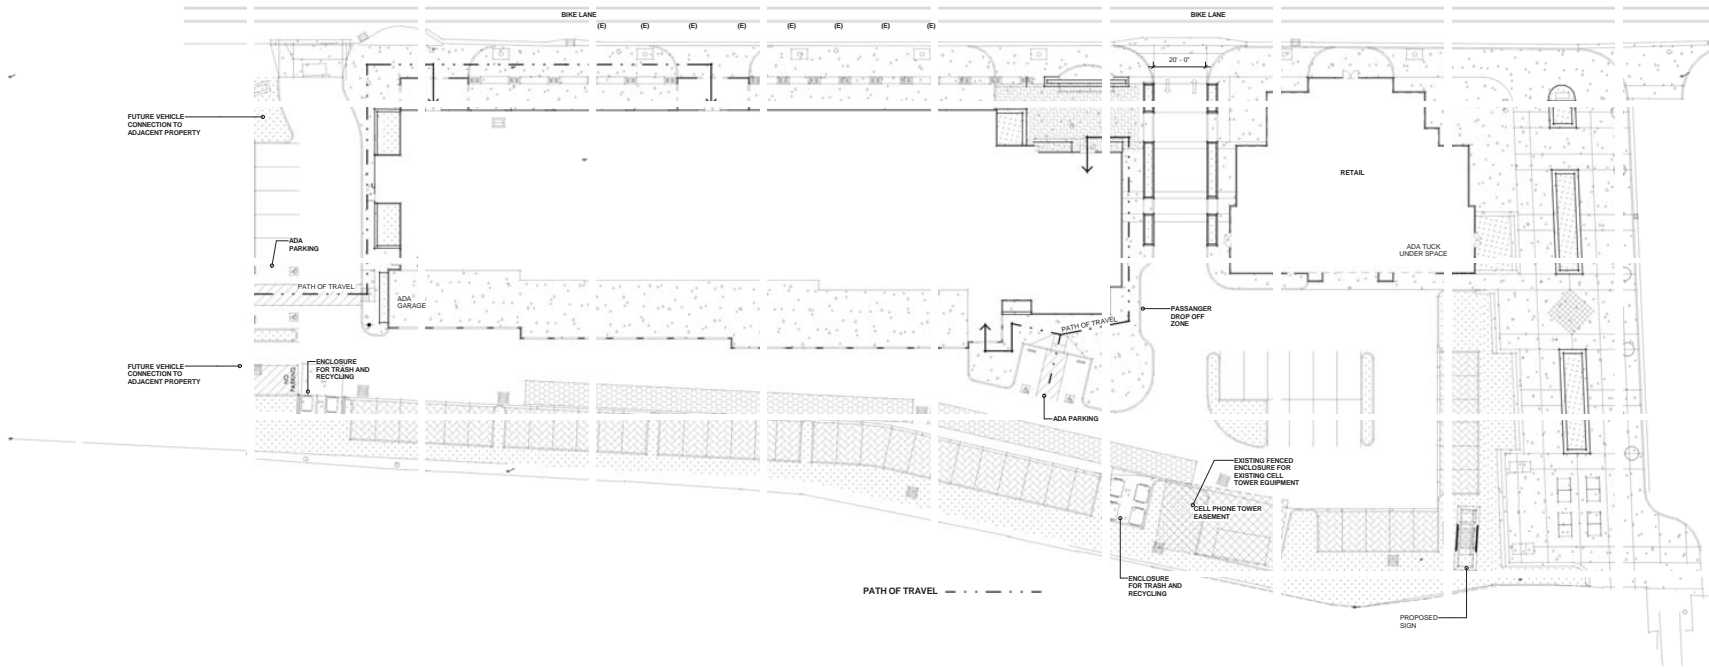 BIKE LANE
BIKE LANE
(E) (E) (E) (E) (E) (E) (E) (E)
20' - 0"
FUTURE VEHICLE
CONNECTION TO
ADJACENT PROPERTY
RETAIL
ADA
PARKING
ADA TUCK
UNDER SPACE
PATH OF TRAVEL
ADA
GARAGE
PASSANGER
DROP OFF
ZONE
PATH OF TRAVEL
FUTURE VEHICLE
CONNECTION TO
ADJACENT PROPERTY
NO
PARKING
ENCLOSURE
FOR TRASH AND
RECYCLING
ADA PARKING
EXISTING FENCED
ENCLOSURE FOR
EXISTING CELL
TOWER EQUIPMENT
CELL PHONE TOWER
EASEMENT
ENCLOSURE
FOR TRASH AND
RECYCLING
PATH OF TRAVEL
PROPOSED
SIGN